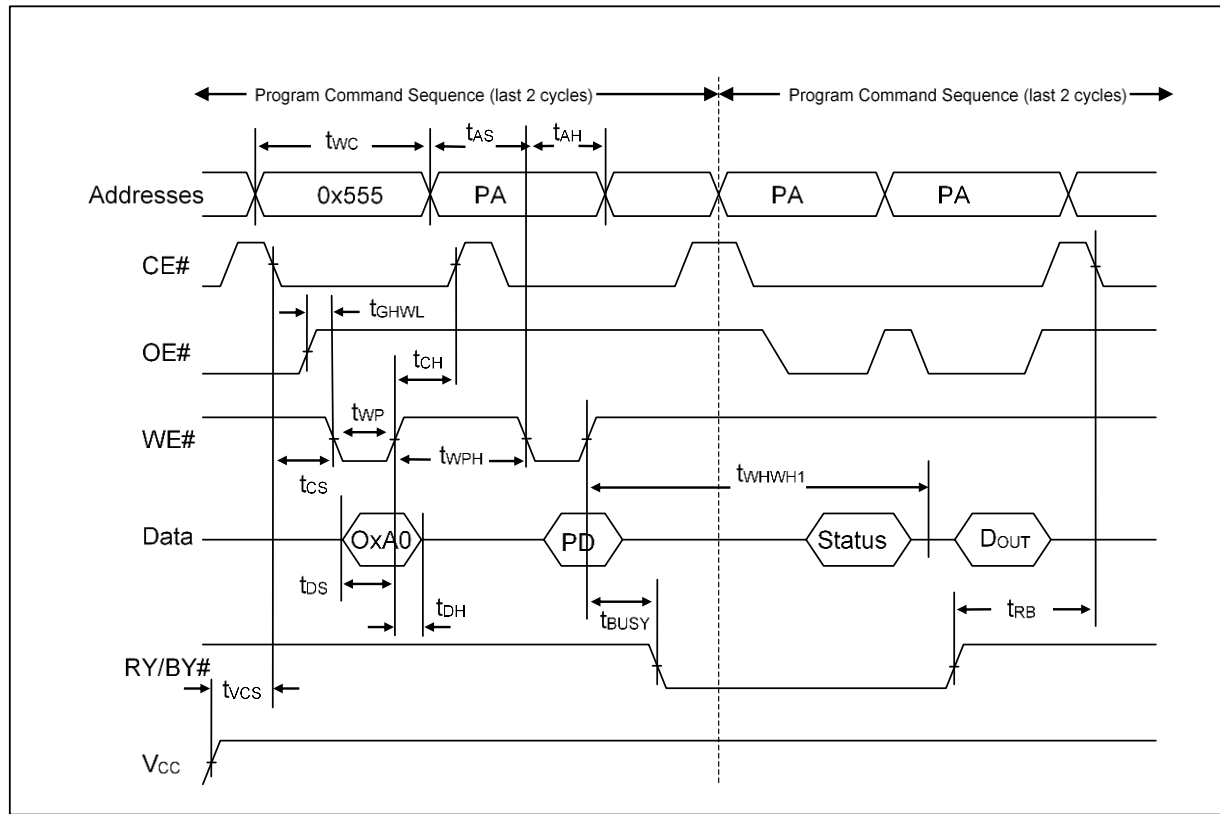 Program Command Sequence (last 2 cycles) Program Command Sequence (last 2 cycles)
tWC tAS tAH
Addresses 0x555 PA PA PA
CE#
tGHWL
OE#
tCH
tWP
WE#
tWPH
tCS tWHWH1
Data OxA0 PD Status DOUT
tDS tDH tBUSY tRB
RY/BY#
tVCS
VCC